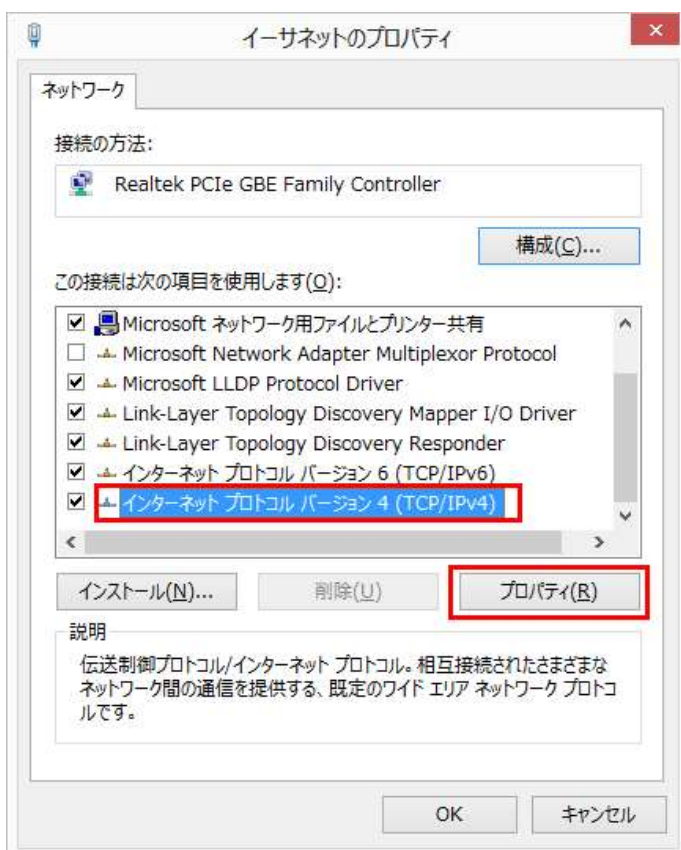 イーサネットのプロパティ
ネットワーク
接続の方法:
Realtek PCIe GBE Family Controller
構成(C)...
この接続は次の項目を使用します(O):
Microsoft ネットワーク用ファイルとプリンター共有
Microsoft Network Adapter Multiplexor Protocol
Microsoft LLDP Protocol Driver
Link-Layer Topology Discovery Mapper I/O Driver
Link-Layer Topology Discovery Responder
インターネット プロトコル バージョン 6 (TCP/IPv6)
インターネット プロトコル バージョン 4 (TCP/IPv4)
インストール(N)...
削除(U)
プロパティ(R)
説明
伝送制御プロトコル/インターネット プロトコル。相互接続されたさまざまな
ネットワーク間の通信を提供する、既定のワイド エリア ネットワーク プロトコ
ルです。
OK
キャンセル